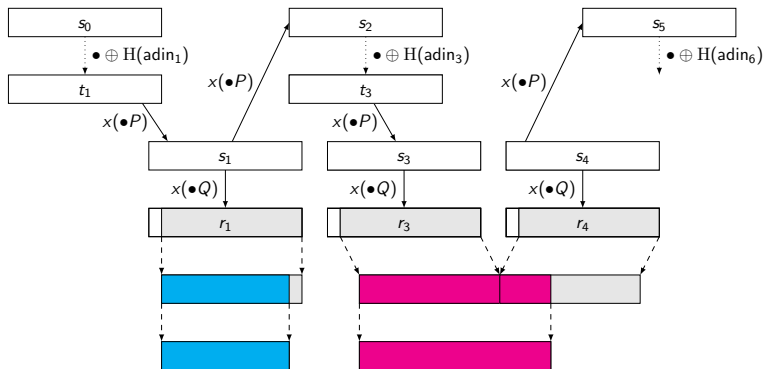 s₀ s₂ s₅
• ⊕ H(adin₁) • ⊕ H(adin₃) • ⊕ H(adin₆)
x(•P) x(•P)
t₁ t₃
x(•P) x(•P)
s₁ s₃ s₄
x(•Q) x(•Q) x(•Q)
r₁ r₃ r₄